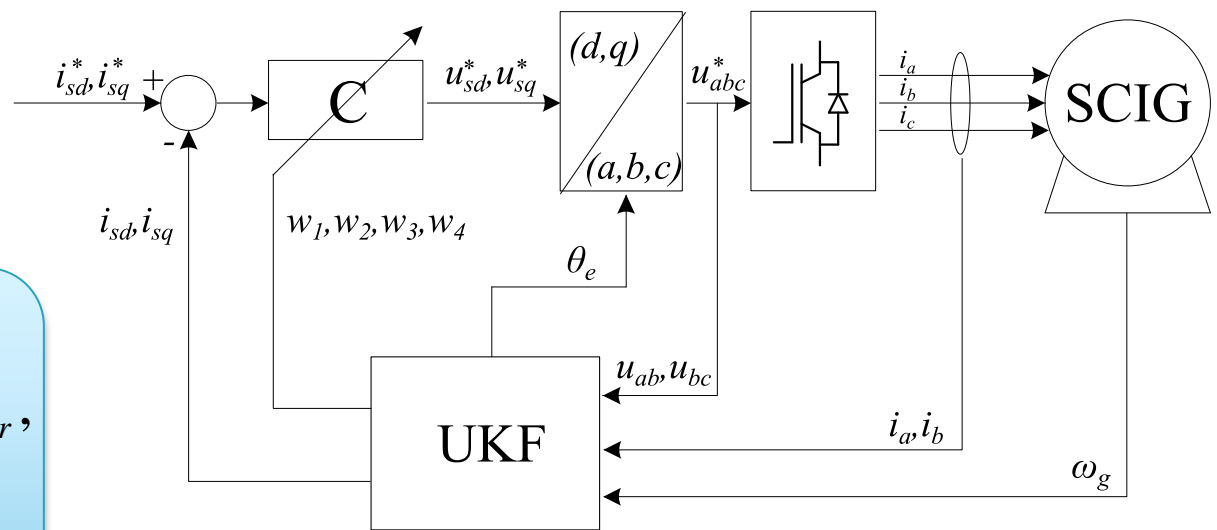 i*sd,i*sq +
-
C
u*sd,u*sq
(d,q)
(a,b,c)
u*abc
ia
ib
ic
SCIG
isd,isq
w1,w2,w3,w4
θe
uab,ubc
r ,
UKF
ia,ib
ωg